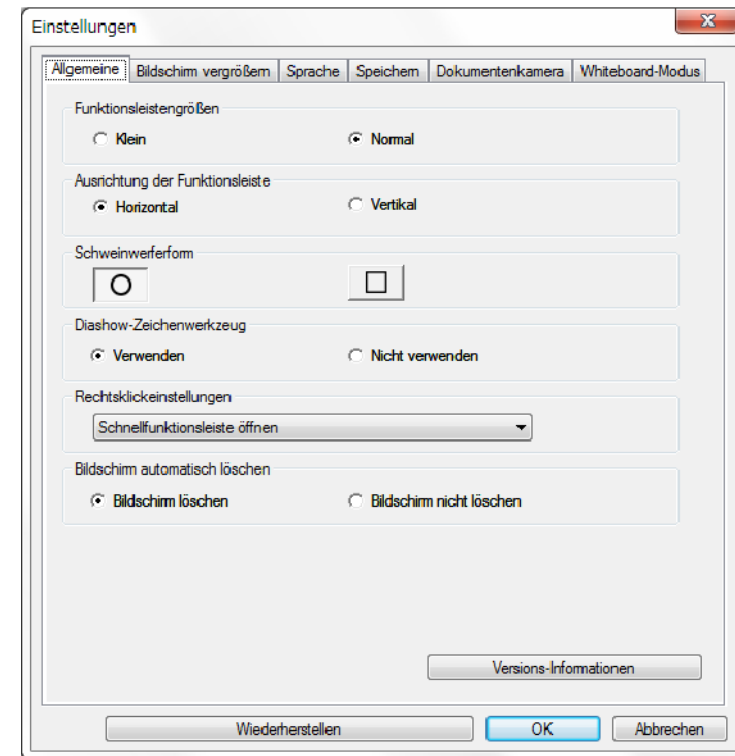 Einstellungen
Allgemeine Bildschirm vergrößern Sprache Speichern Dokumentenkamera Whiteboard-Modus
Funktionsleistengrößen
Klein Normal
Ausrichtung der Funktionsleiste
Horizontal Vertikal
Schweinwerferform
Diashow-Zeichenwerkzeug
Verwenden Nicht verwenden
Rechtsklickeinstellungen
Schnellfunktionsleiste öffnen
Bildschirm automatisch löschen
Bildschirm löschen Bildschirm nicht löschen
Versions-Informationen
Wiederherstellen OK Abbrechen